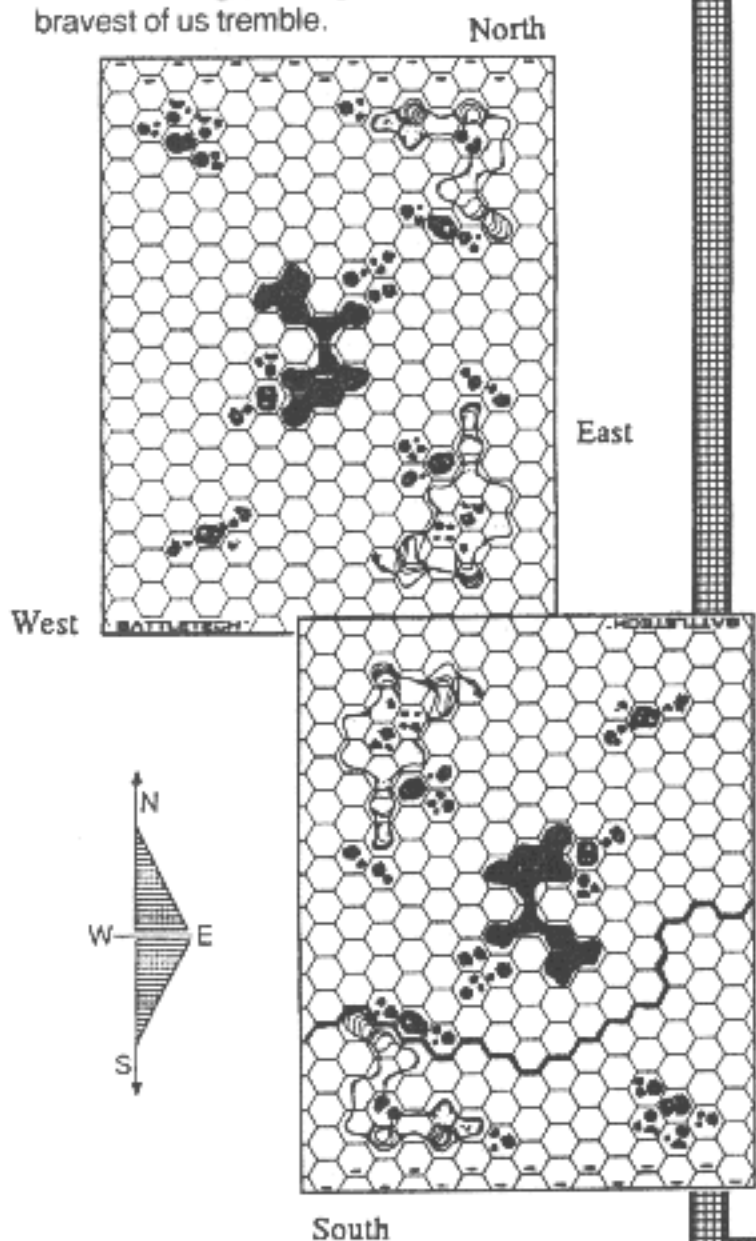 bravest of us tremble.
North
East
West
BATTLETECH
BATTLETECH
N
W
E
S
South